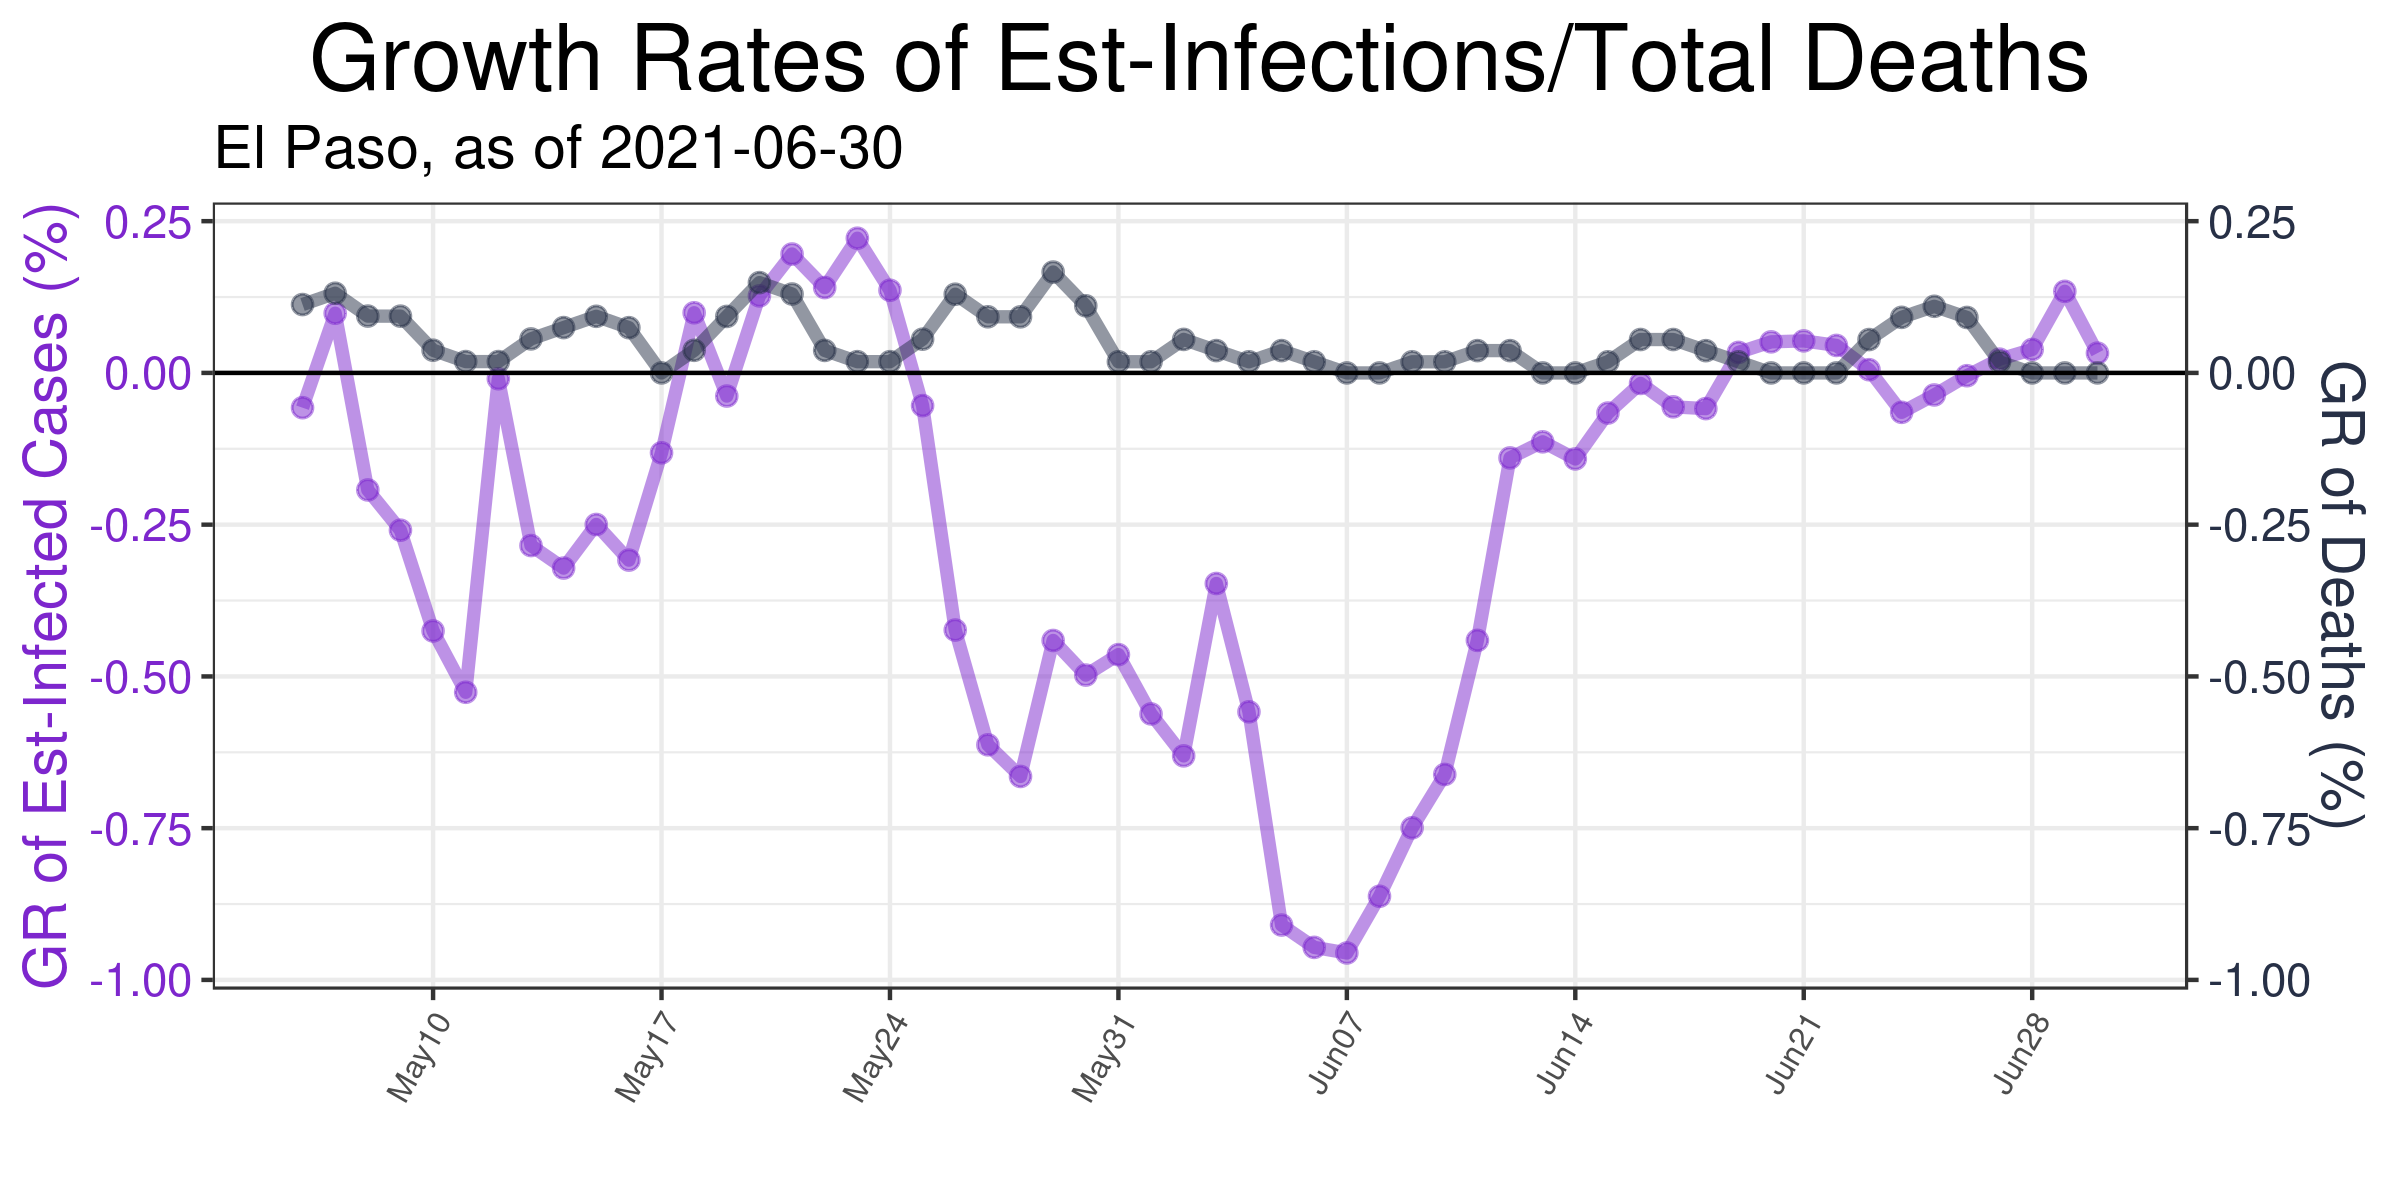 Growth Rates of Est-Infections/Total Deaths
El Paso, as of 2021-06-30
GR of Est-Infected Cases (%)
0.25
0.00
-0.25
-0.50
-0.75
-1.00
0.25
0.00
-0.25
-0.50
-0.75
-1.00
GR of Deaths (%)
May10
May17
May24
May31
Jun07
Jun14
Jun21
Jun28